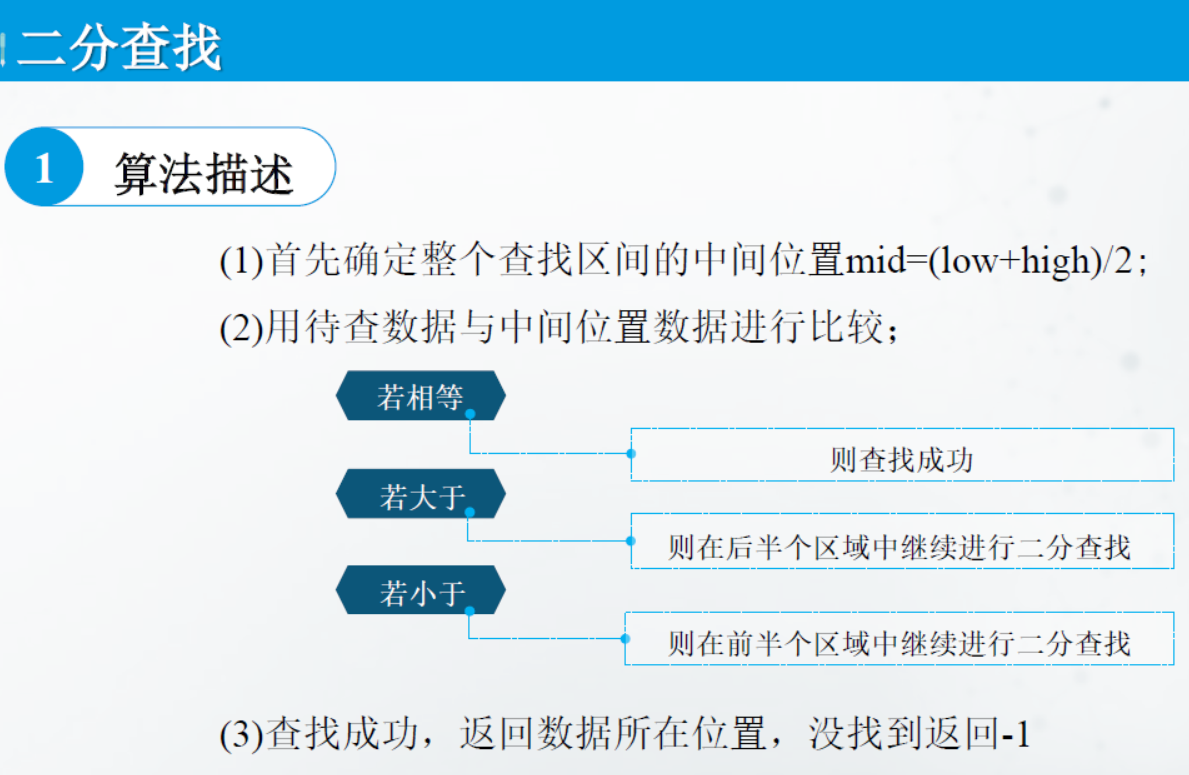 二分查找
1 算法描述
(1)首先确定整个查找区间的中间位置mid=(low+high)/2;
(2)用待查数据与中间位置数据进行比较;
若相等
则查找成功
若大于
则在后半个区域中继续进行二分查找
若小于
则在前半个区域中继续进行二分查找
(3)查找成功，返回数据所在位置，没找到返回-1